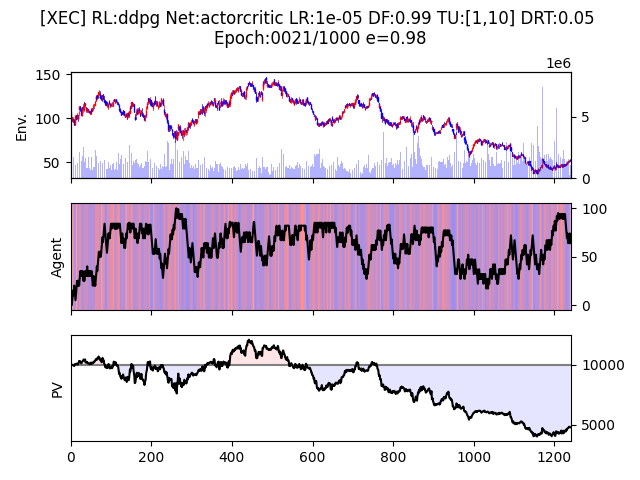 [XEC] RL:ddpg Net:actorcritic LR:1e-05 DF:0.99 TU:[1,10] DRT:0.05
Epoch:0021/1000 e=0.98
1e6
150
100
50
Env.
5
0
Agent
100
50
0
PV
10000
5000
0 200 400 600 800 1000 1200